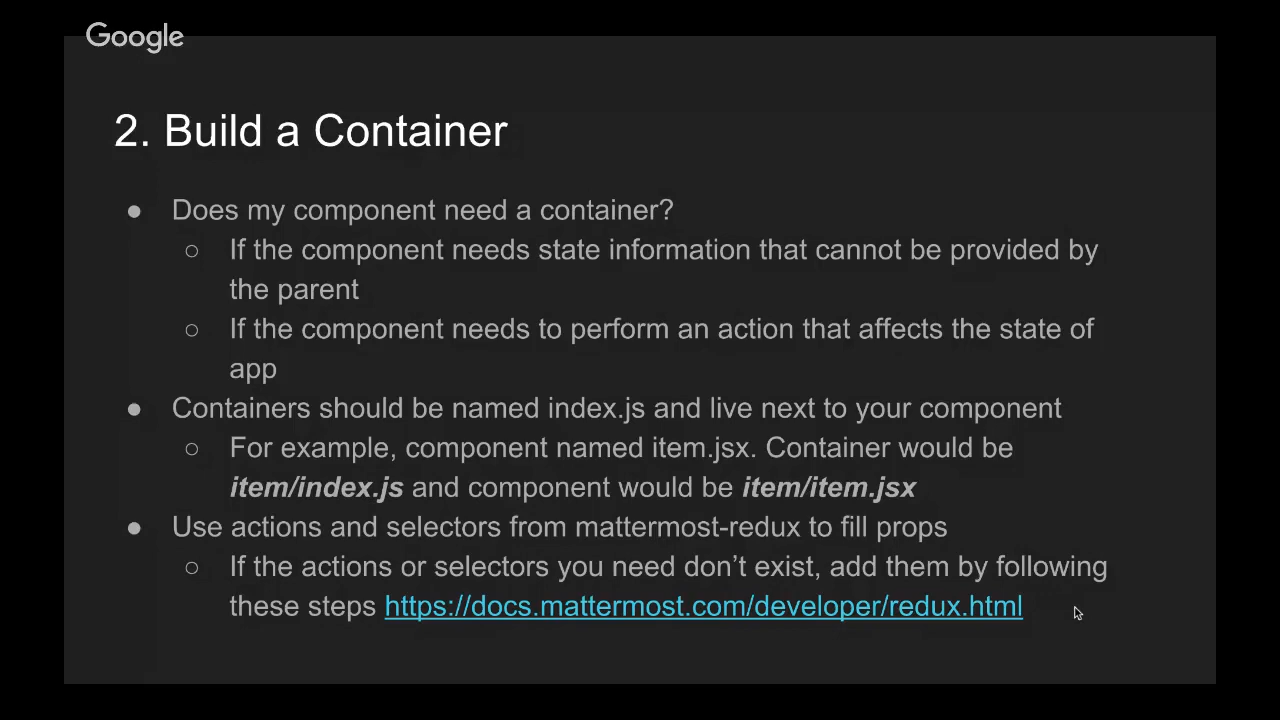 Google
2. Build a Container
● Does my component need a container?
○ If the component needs state information that cannot be provided by
the parent
○ If the component needs to perform an action that affects the state of
app
● Containers should be named index.js and live next to your component
○ For example, component named item.jsx. Container would be
item/index.js and component would be item/item.jsx
● Use actions and selectors from mattermost-redux to fill props
○ If the actions or selectors you need don’t exist, add them by following
these steps https://docs.mattermost.com/developer/redux.html